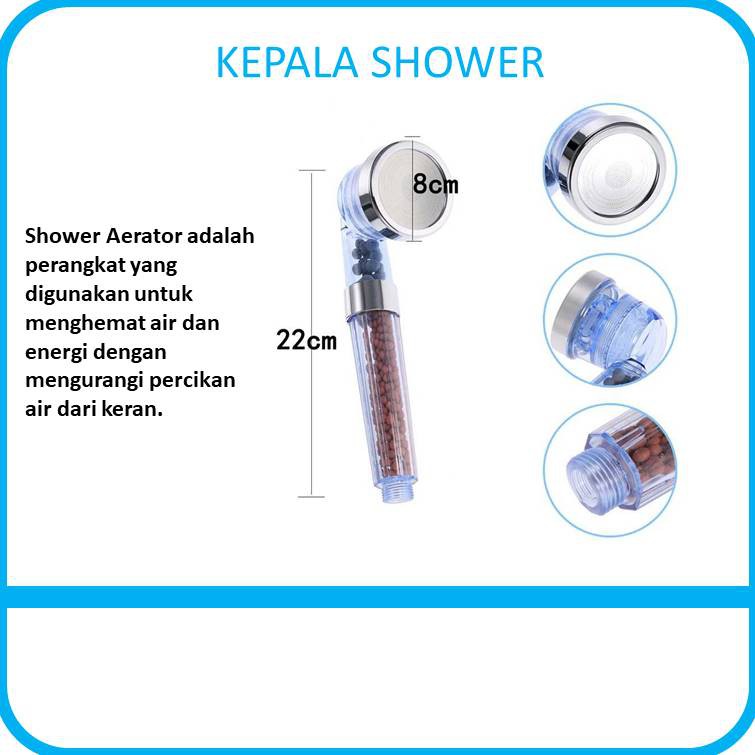 KEPALA SHOWER
8cm
Shower Aerator adalah
perangkat yang
digunakan untuk
menghemat air dan
energi dengan
mengurangi percikan
air dari keran.
22cm